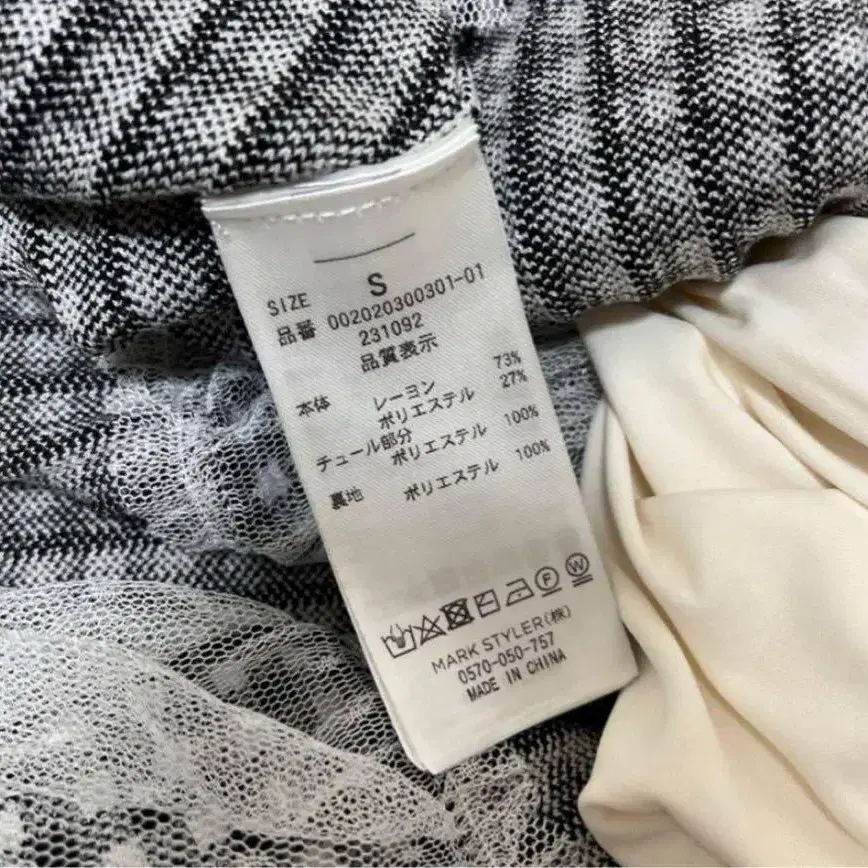 SIZE S
品番 002020300301-01
231092
品質表示
本体 レーヨン 73%
ポリエステル 27%
チュール部分
ポリエステル 100%
裏地 ポリエステル 100%
F W
MARK STYLER(株)
0570-050-757
MADE IN CHINA